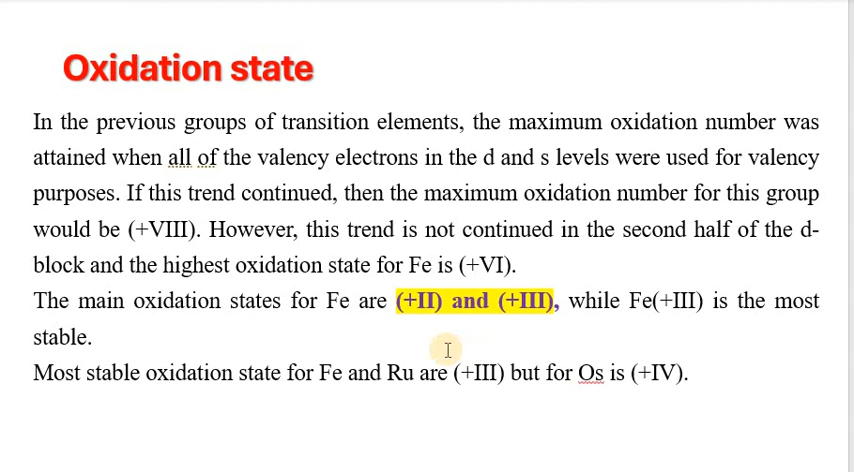 Oxidation state
In the previous groups of transition elements, the maximum oxidation number was
attained when all of the valency electrons in the d and s levels were used for valency
purposes. If this trend continued, then the maximum oxidation number for this group
would be (+VIII). However, this trend is not continued in the second half of the d-
block and the highest oxidation state for Fe is (+VI).
The main oxidation states for Fe are (+II) and (+III), while Fe(+III) is the most
stable.
Most stable oxidation state for Fe and Ru are (+III) but for Os is (+IV).